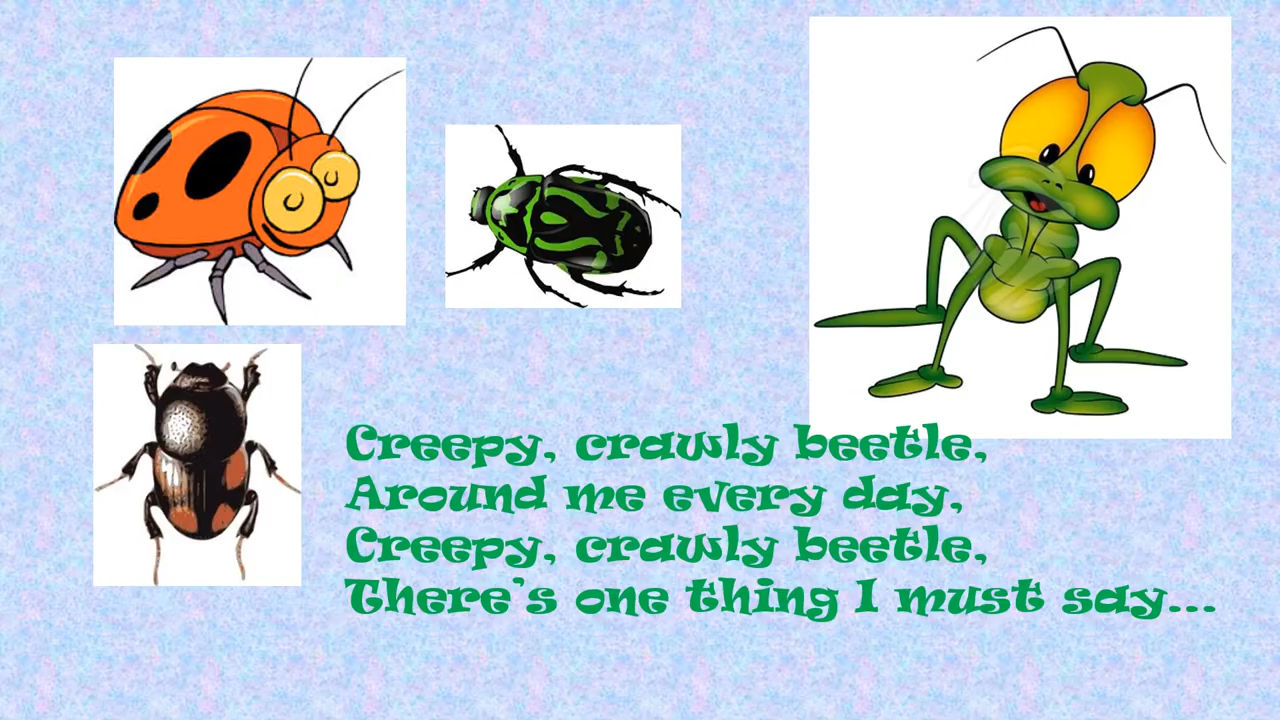 Creepy, crawly beetle,
Around me every day,
Creepy, crawly beetle,
There's one thing I must say...